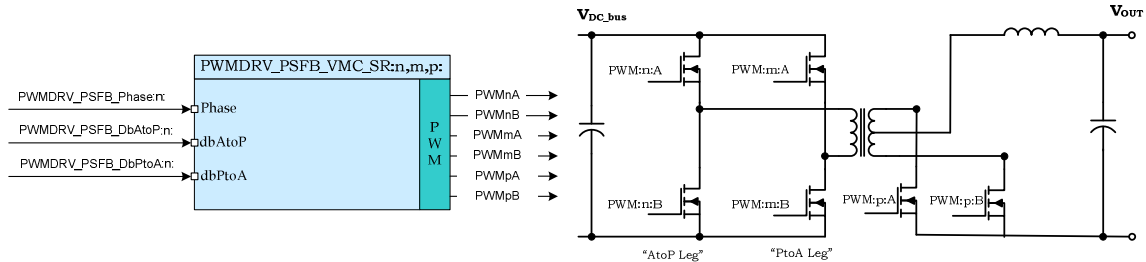 PWMDRV_PSFB_VMC_SR:n,m,p:
PWMDRV_PSFB_Phase:n:
Phase
PWMDRV_PSFB_DbAtoP:n:
dbAtoP
PWMDRV_PSFB_DbPtoA:n:
dbPtoA
P
W
M
PWMnA
PWMnB
PWMmA
PWMmB
PWMpA
PWMpB
VDC_bus
VOUT
PWM:n:A
PWM:m:A
PWM:n:B
PWM:m:B
PWM:p:A
PWM:p:B
"AtoP Leg"
"PtoA Leg"